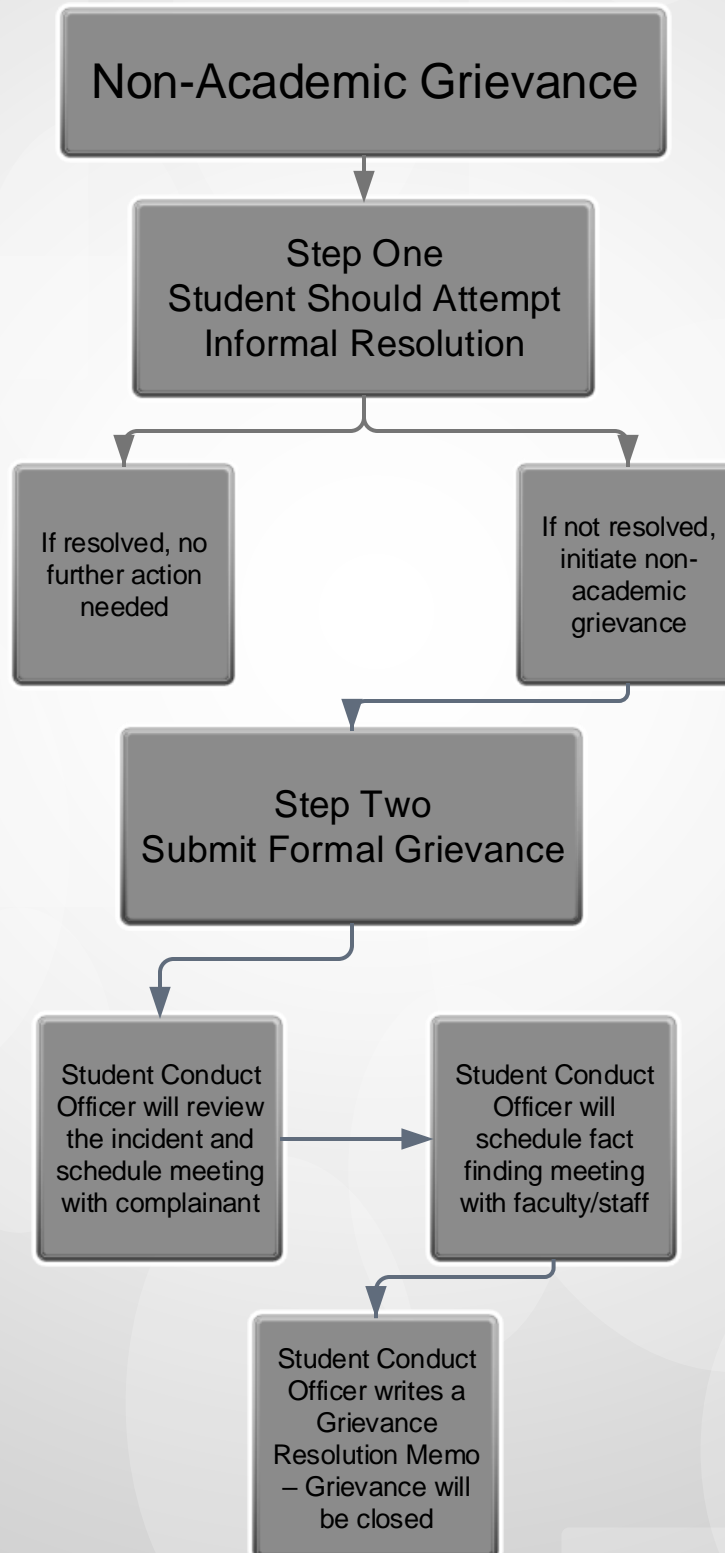 Non-Academic Grievance
Step One
Student Should Attempt
Informal Resolution
If resolved, no
further action
needed
If not resolved,
initiate non-
academic
grievance
Step Two
Submit Formal Grievance
Student Conduct
Officer will review
the incident and
schedule meeting
with complainant
Student Conduct
Officer will
schedule fact
finding meeting
with faculty/staff
Student Conduct
Officer writes a
Grievance
Resolution Memo
– Grievance will
be closed